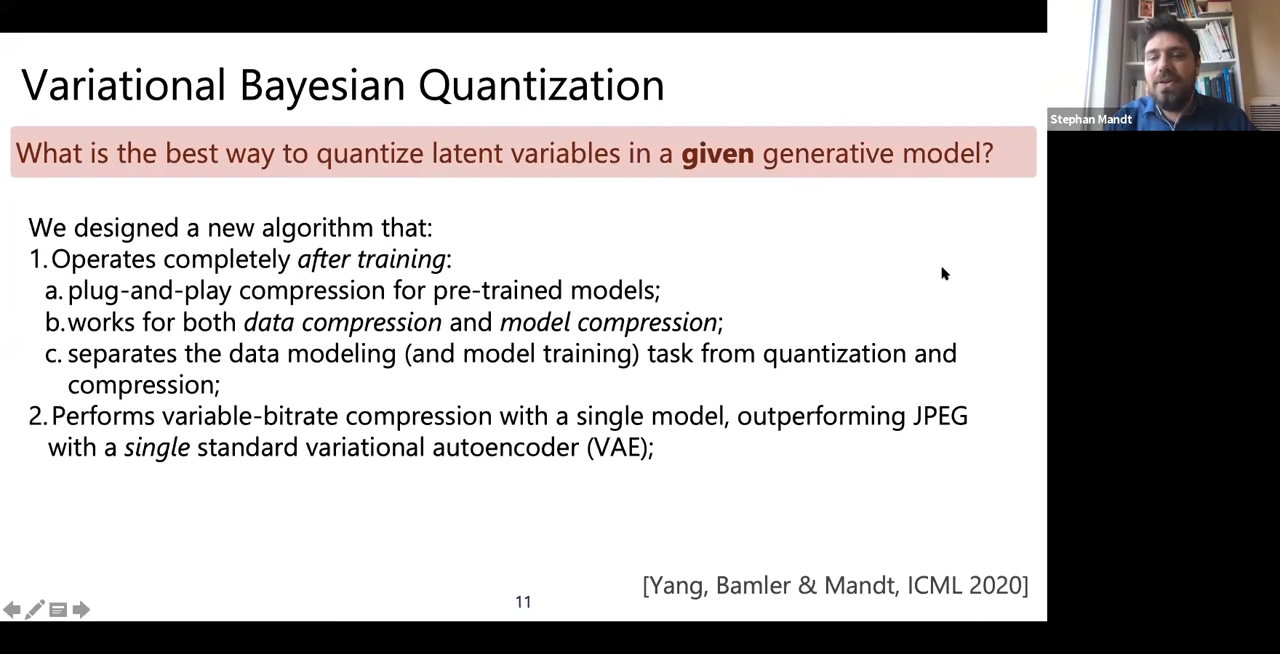 Variational Bayesian Quantization
What is the best way to quantize latent variables in a given generative model?
We designed a new algorithm that:
1. Operates completely after training:
a. plug-and-play compression for pre-trained models;
b. works for both data compression and model compression;
c. separates the data modeling (and model training) task from quantization and
compression;
2. Performs variable-bitrate compression with a single model, outperforming JPEG
with a single standard variational autoencoder (VAE);
[Yang, Bamler & Mandt, ICML 2020]
11
Stephan Mandt